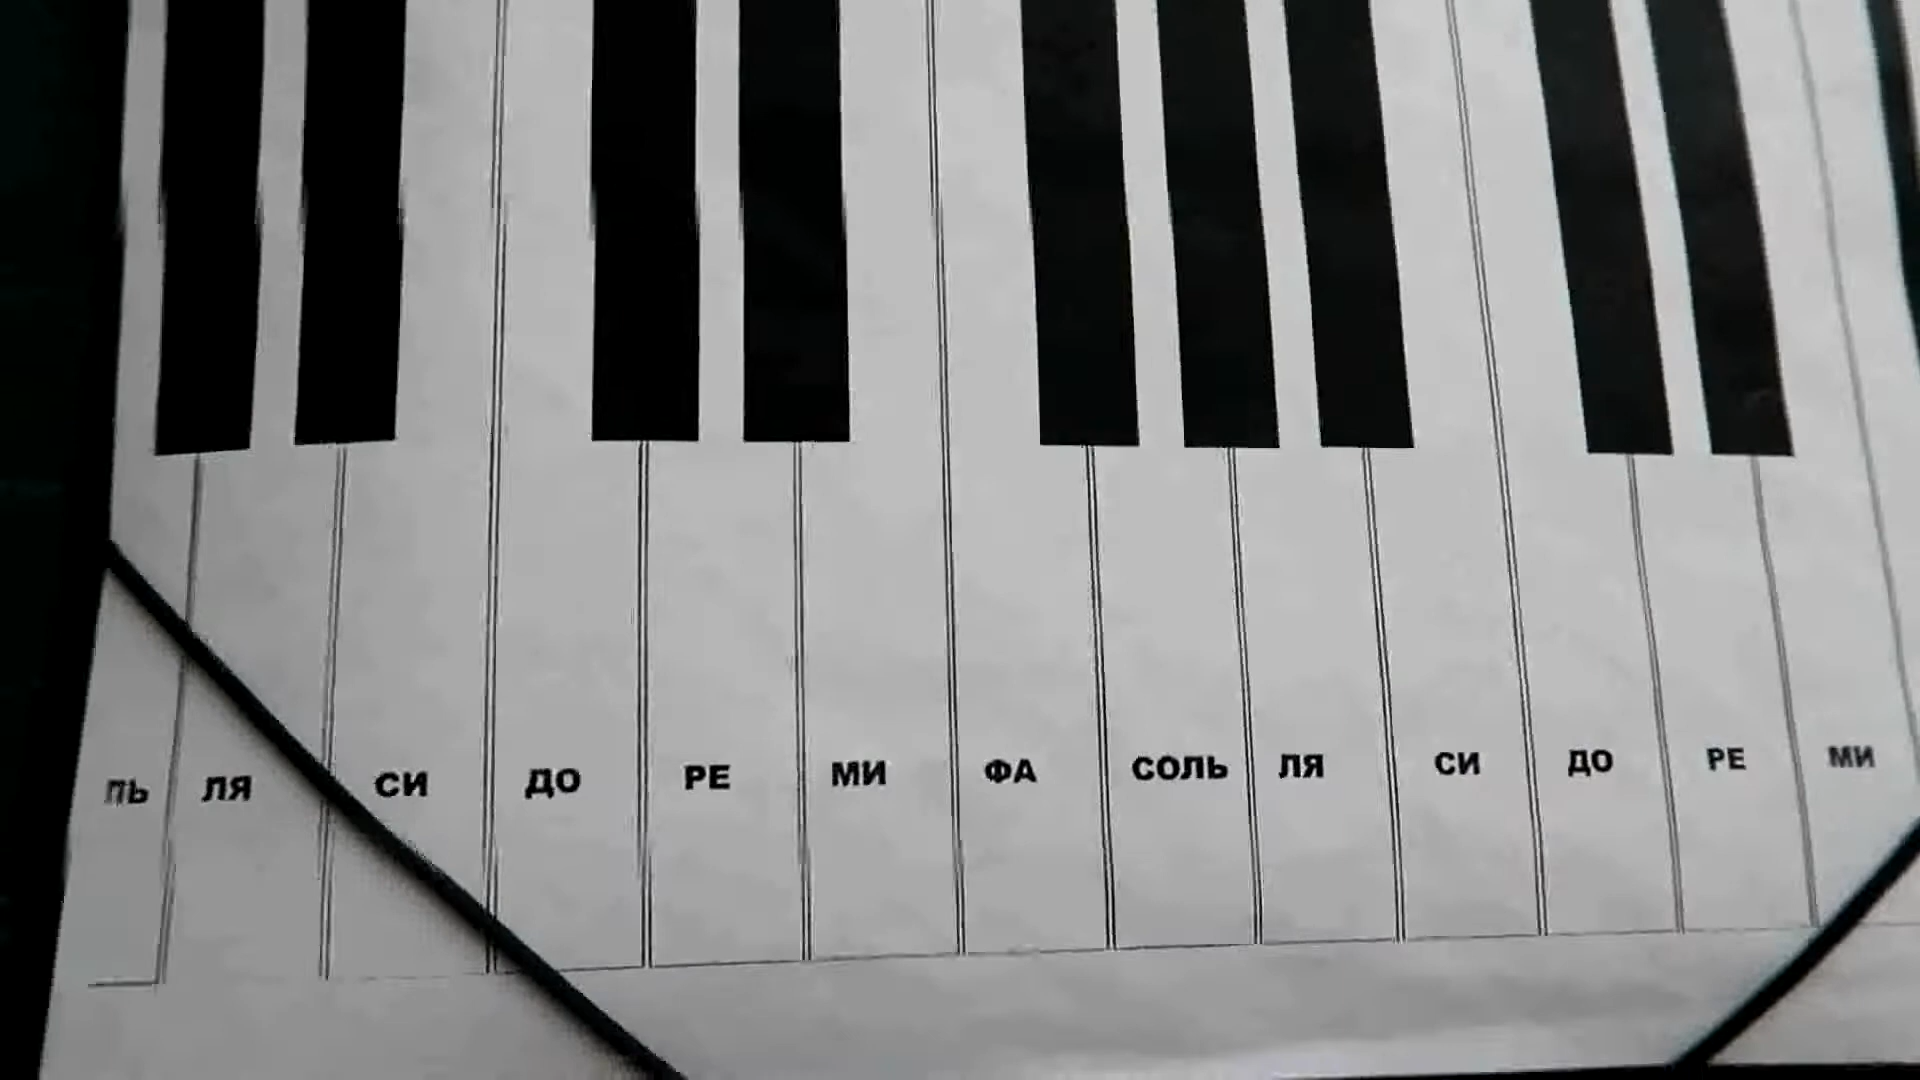 ЛЯ СИ ДО РЕ МИ ФА СОЛЬ ЛЯ СИ ДО РЕ МИ